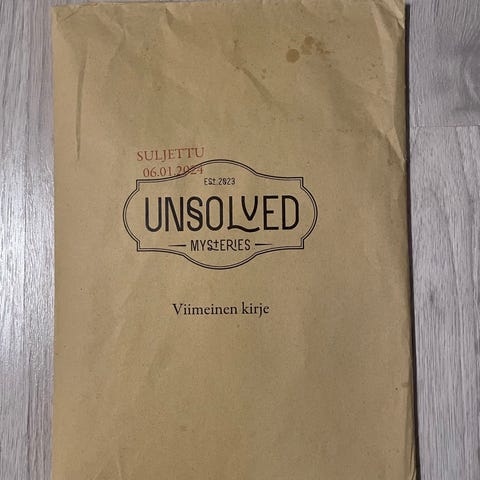 SULJETTU
06.01.2024
EST.2023
UNSOLVED
MYSTERIES
Viimeinen kirje